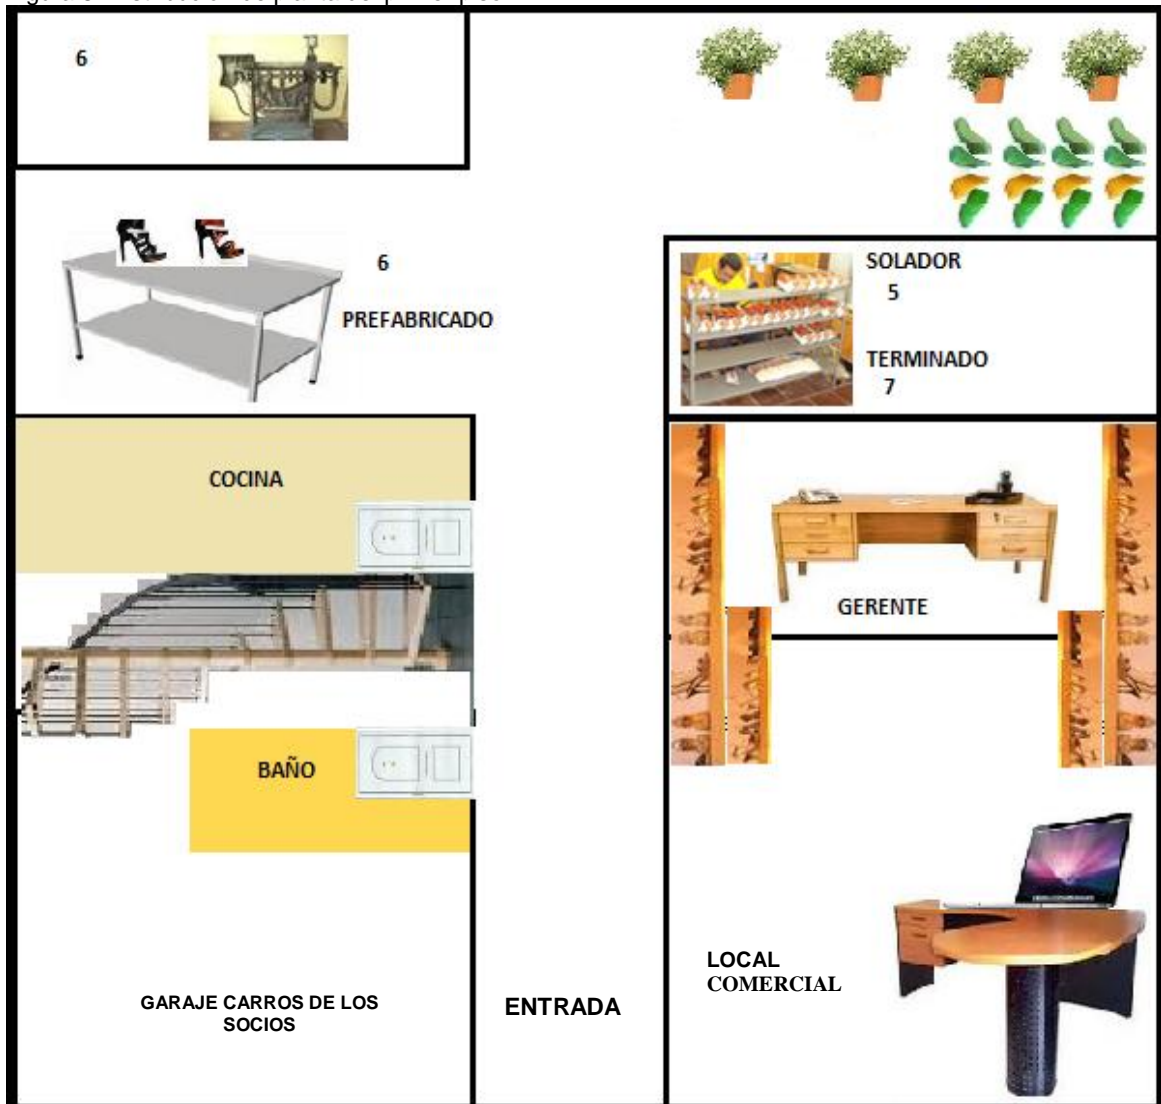 6
6
PREFABRICADO
SOLADOR
5
TERMINADO
7
COCINA
GERENTE
BAÑO
LOCAL
COMERCIAL
GARAJE CARROS DE LOS
SOCIOS
ENTRADA